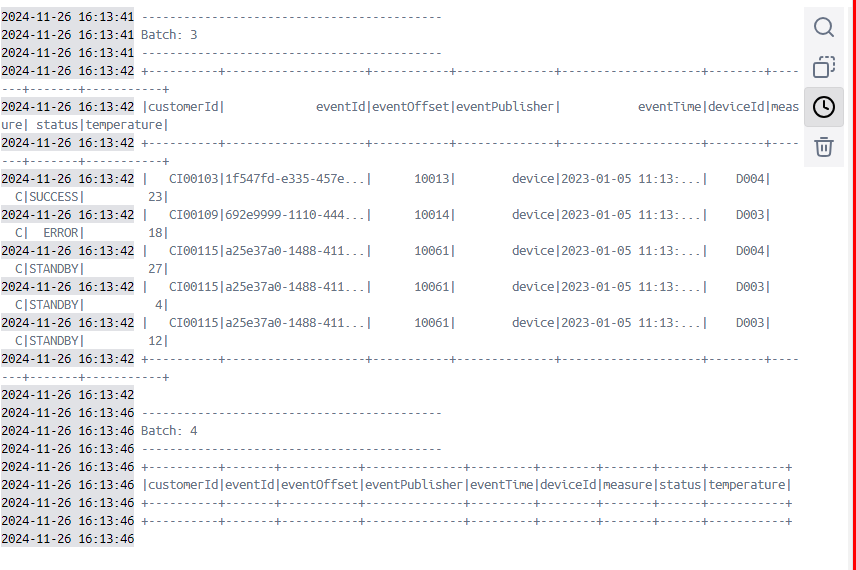 2024-11-26 16:13:41 -------------------------------------------
2024-11-26 16:13:41 Batch: 3
2024-11-26 16:13:41 -------------------------------------------
2024-11-26 16:13:42 +----------+--------------------+-----------+--------------+--------------------+--------+----
---+-------+-----------+
2024-11-26 16:13:42 |customerId|             eventId|eventOffset|eventPublisher|           eventTime|deviceId|meas
ure| status|temperature|
2024-11-26 16:13:42 +----------+--------------------+-----------+--------------+--------------------+--------+----
---+-------+-----------+
2024-11-26 16:13:42 |   CI00103|1f547fd-e335-457e...|      10013|        device|2023-01-05 11:13:...|    D004|
  C|SUCCESS|         23|
2024-11-26 16:13:42 |   CI00109|692e9999-1110-444...|      10014|        device|2023-01-05 11:13:...|    D003|
  C|  ERROR|         18|
2024-11-26 16:13:42 |   CI00115|a25e37a0-1488-411...|      10061|        device|2023-01-05 11:13:...|    D004|
  C|STANDBY|         27|
2024-11-26 16:13:42 |   CI00115|a25e37a0-1488-411...|      10061|        device|2023-01-05 11:13:...|    D003|
  C|STANDBY|          4|
2024-11-26 16:13:42 |   CI00115|a25e37a0-1488-411...|      10061|        device|2023-01-05 11:13:...|    D003|
  C|STANDBY|         12|
2024-11-26 16:13:42 +----------+--------------------+-----------+--------------+--------------------+--------+----
---+-------+-----------+
2024-11-26 16:13:42
2024-11-26 16:13:46 -------------------------------------------
2024-11-26 16:13:46 Batch: 4
2024-11-26 16:13:46 -------------------------------------------
2024-11-26 16:13:46 +----------+-------+-----------+--------------+---------+--------+-------+------+-----------+
2024-11-26 16:13:46 |customerId|eventId|eventOffset|eventPublisher|eventTime|deviceId|measure|status|temperature|
2024-11-26 16:13:46 +----------+-------+-----------+--------------+---------+--------+-------+------+-----------+
2024-11-26 16:13:46 +----------+-------+-----------+--------------+---------+--------+-------+------+-----------+
2024-11-26 16:13:46